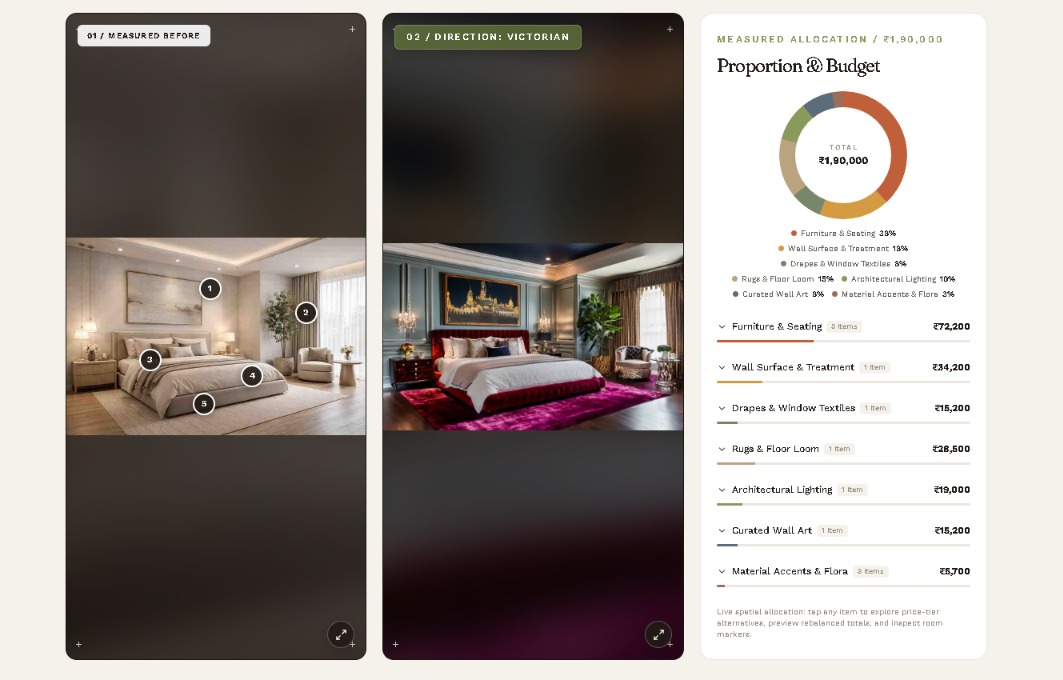 01 / MEASURED BEFORE
1
2
3
4
5
02 / DIRECTION: VICTORIAN
MEASURED ALLOCATION / ₹1,90,000
Proportion & Budget
TOTAL
₹1,90,000
Furniture & Seating 38%
Wall Surface & Treatment 18%
Drapes & Window Textiles 8%
Rugs & Floor Loom 15% Architectural Lighting 10%
Curated Wall Art 8% Material Accents & Flora 3%
Furniture & Seating 3 Items ₹72,200
Wall Surface & Treatment 1 Item ₹34,200
Drapes & Window Textiles 1 Item ₹15,200
Rugs & Floor Loom 1 Item ₹28,500
Architectural Lighting 1 Item ₹19,000
Curated Wall Art 1 Item ₹15,200
Material Accents & Flora 3 Items ₹5,700
Live spatial allocation: tap any item to explore price-tier
alternatives, preview rebalanced totals, and inspect room
markers.